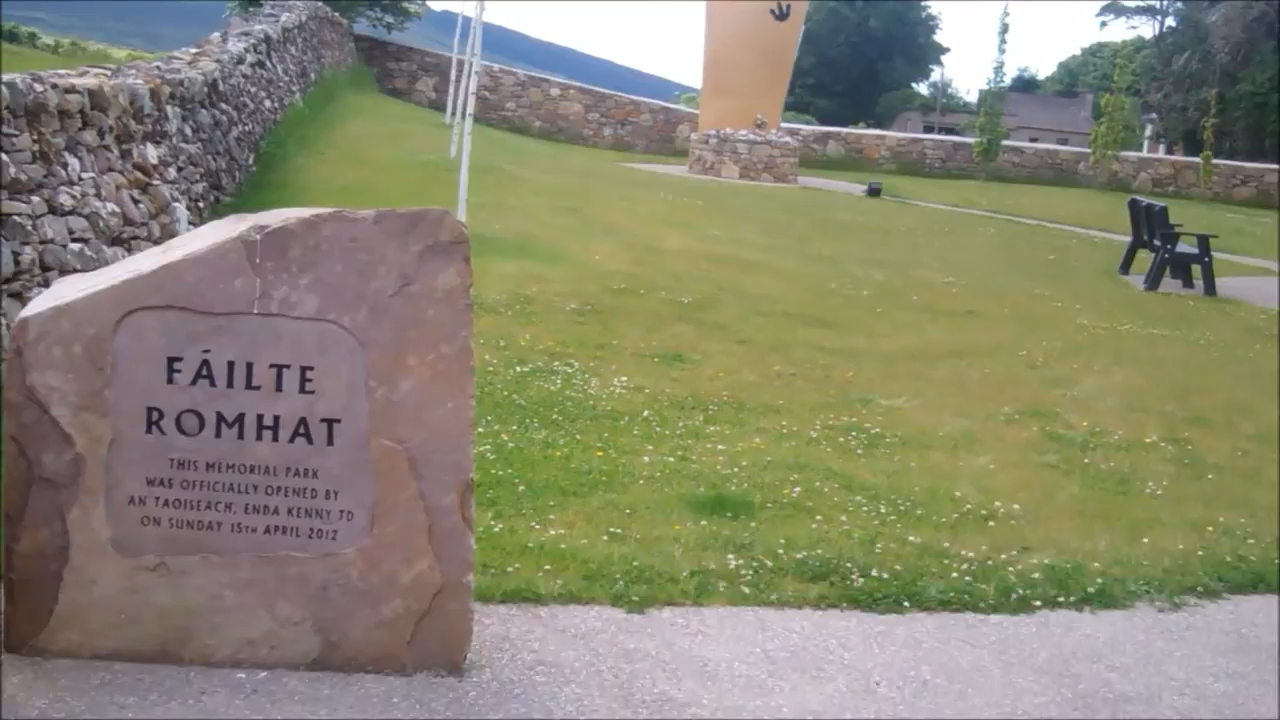 FÁILTE
ROMHAT
THIS MEMORIAL PARK
WAS OFFICIALLY OPENED BY
AN TAOISEACH, ENDA KENNY TD
ON SUNDAY 15TH APRIL 2012